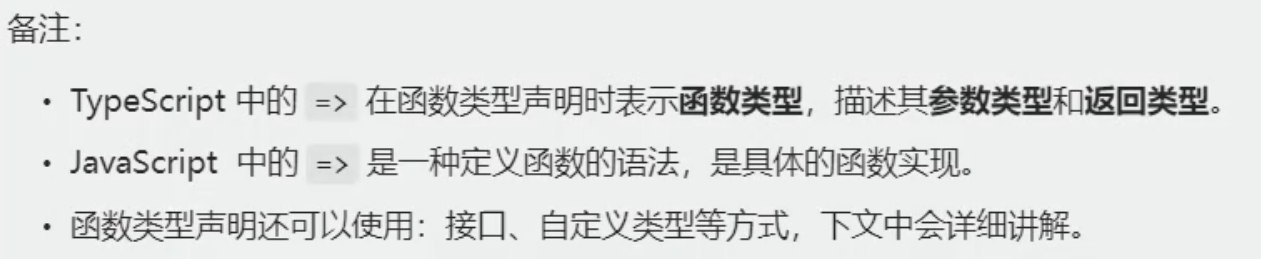 备注：
• TypeScript 中的 => 在函数类型声明时表示函数类型，描述其参数类型和返回类型。
• JavaScript 中的 => 是一种定义函数的语法，是具体的函数实现。
• 函数类型声明还可以使用：接口、自定义类型等方式，下文中会详细讲解。